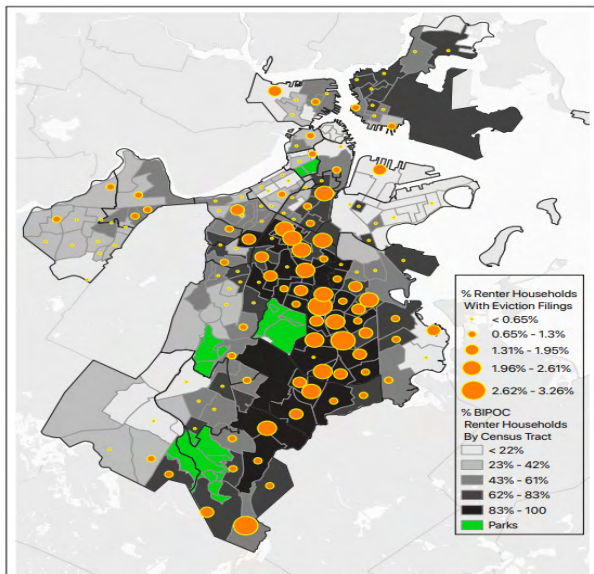 % Renter Households
With Eviction Filings
< 0.65%
0.65% - 1.3%
1.31% - 1.95%
1.96% - 2.61%
2.62% - 3.26%
% BIPOC
Renter Households
By Census Tract
< 22%
23% - 42%
43% - 61%
62% - 83%
83% - 100
Parks